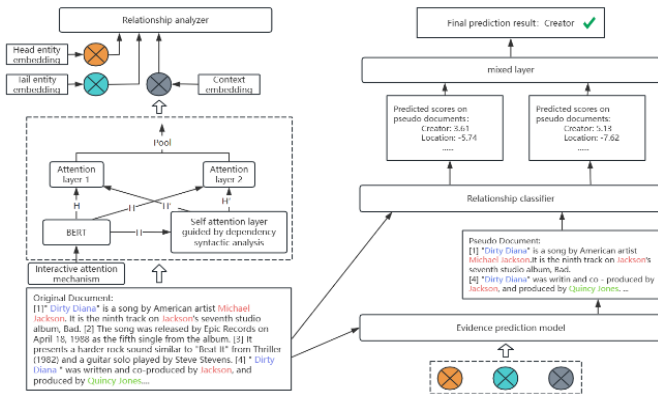 Relationship analyzer
Head entity
embedding
Tail entity
embedding
Context
embedding
Pool
Attention
layer 1
Attention
layer 2
H
H
H'
H'
BERT
H
Self attention layer
guided by dependency
syntactic analysis
Interactive attention
mechanism
Original Document:
[1]" Dirty Diana" is a song by American artist Michael
Jackson. It is the ninth track on Jackson's seventh studio
album, Bad. [2] The song was released by Epic Records on
April 18, 1988 as the fifth single from the album. [3] It
presents a harder rock sound similar to "Beat It" from Thriller
(1982) and a guitar solo played by Steve Stevens. [4] " Dirty
Diana " was written and co-produced by Jackson, and
produced by Quincy Jones....
Final prediction result: Creator
mixed layer
Predicted scores on
pseudo documents:
Creator: 3.61
Location: -5.74
.....
Predicted scores on
pseudo documents:
Creator: 5.13
Location: -7.62
.....
Relationship classifier
Pseudo Document:
[1] "Dirty Diana" is a song by American artist
Michael Jackson.It is the ninth track on Jackson's
seventh studio album, Bad.
[4] "Dirty Diana" was writin and co - produced by
Jackson, and produced by Quincy Jones. ...
Evidence prediction model